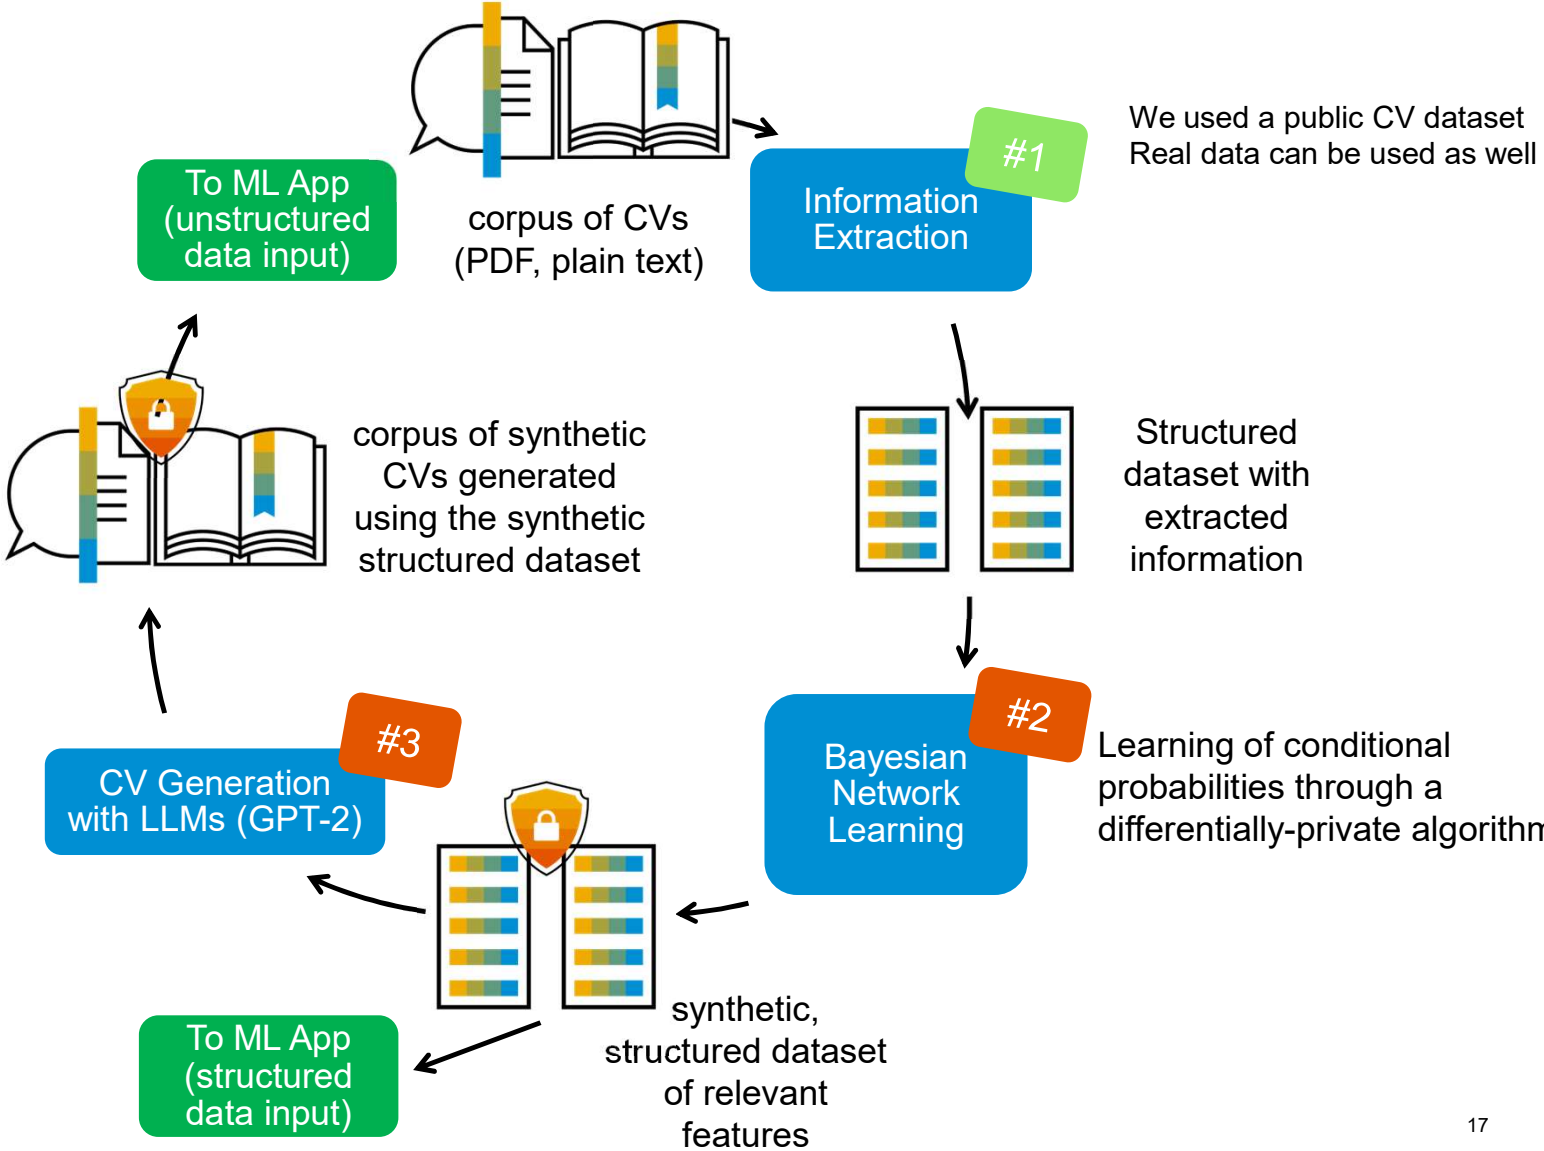 #1
We used a public CV dataset
Real data can be used as well
To ML App
(unstructured
data input)
corpus of CVs
(PDF, plain text)
Information
Extraction
corpus of synthetic
CVs generated
using the synthetic
structured dataset
Structured
dataset with
extracted
information
#2
Bayesian
Network
Learning
Learning of conditional
probabilities through a
differentially-private
#3
CV Generation
with LLMs (GPT-2)
synthetic,
structured dataset
of relevant
features
To ML App
(structured
data input)
17